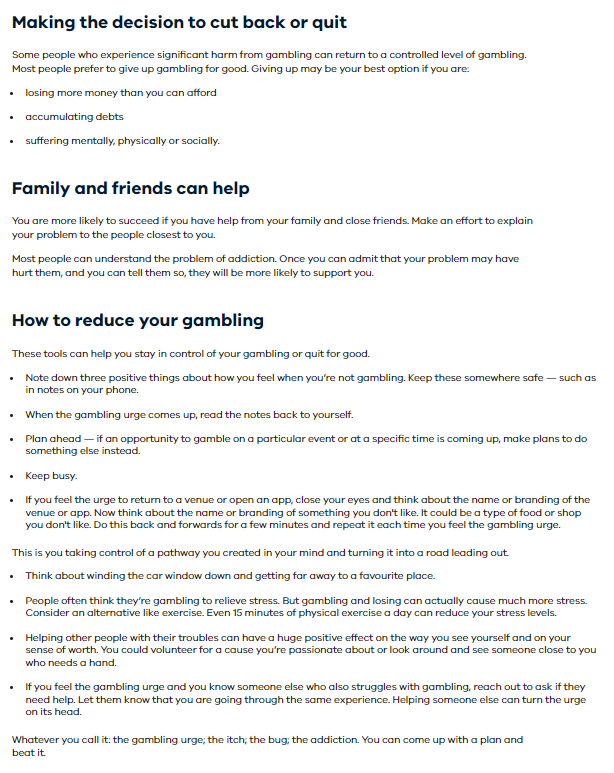 Making the decision to cut back or quit
Some people who experience significant harm from gambling can return to a controlled level of gambling.
Most people prefer to give up gambling for good. Giving up may be your best option if you are:
• losing more money than you can afford
• accumulating debts
• suffering mentally, physically or socially.
Family and friends can help
You are more likely to succeed if you have help from your family and close friends. Make an effort to explain
your problem to the people closest to you.
Most people can understand the problem of addiction. Once you can admit that your problem may have
hurt them, and you can tell them so, they will be more likely to support you.
How to reduce your gambling
These tools can help you stay in control of your gambling or quit for good.
• Note down three positive things about how you feel when you're not gambling. Keep these somewhere safe — such as
in notes on your phone.
• When the gambling urge comes up, read the notes back to yourself.
• Plan ahead — if an opportunity to gamble on a particular event or at a specific time is coming up, make plans to do
something else instead.
• Keep busy.
• If you feel the urge to return to a venue or open an app, close your eyes and think about the name or branding of the
venue or app. Now think about the name or branding of something you don't like. It could be a type of food or shop
you don't like. Do this back and forwards for a few minutes and repeat it each time you feel the gambling urge.
This is you taking control of a pathway you created in your mind and turning it into a road leading out.
• Think about winding the car window down and getting far away to a favourite place.
• People often think they're gambling to relieve stress. But gambling and losing can actually cause much more stress.
Consider an alternative like exercise. Even 15 minutes of physical exercise a day can reduce your stress levels.
• Helping other people with their troubles can have a huge positive effect on the way you see yourself and on your
sense of worth. You could volunteer for a cause you're passionate about or look around and see someone close to you
who needs a hand.
• If you feel the gambling urge and you know someone else who also struggles with gambling, reach out to ask if they
need help. Let them know that you are going through the same experience. Helping someone else can turn the urge
on its head.
Whatever you call it: the gambling urge; the itch; the bug; the addiction. You can come up with a plan and
beat it.